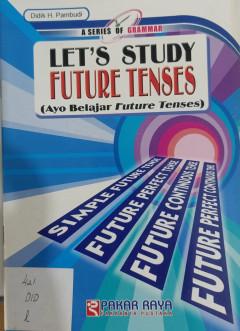 Didik H. Pambudi
A SERIES OF GRAMMAR
LET'S STUDY
FUTURE TENSES
(Ayo Belajar Future Tenses)
SIMPLE FUTURE TENSE
FUTURE PERFECT TENSE
FUTURE CONTINUOUS TENSE
FUTURE PERFECT CONTINUOUS TENSE
PAKAR RAYA
DID
l